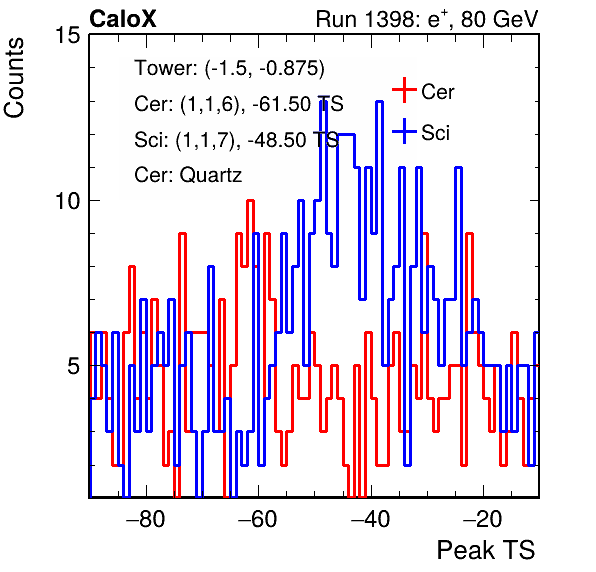 CaloX Run 1398: e⁺, 80 GeV
Counts
15
Tower: (-1.5, -0.875)
Cer: (1,1,6), -61.50 TS
Sci: (1,1,7), -48.50 TS
Cer: Quartz
Cer
Sci
10
5
−80 −60 −40 −20
Peak TS